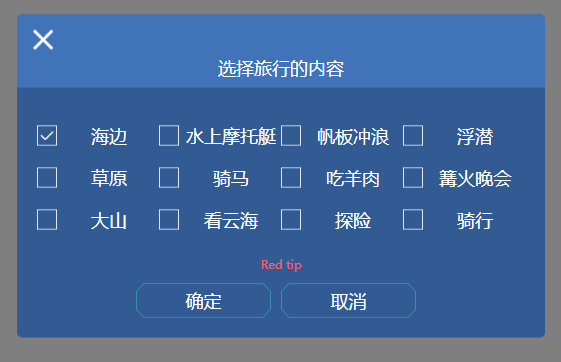 选择旅行的内容
海边 水上摩托艇 帆板冲浪 浮潜
草原 骑马 吃羊肉 篝火晚会
大山 看云海 探险 骑行
Red tip
确定 取消